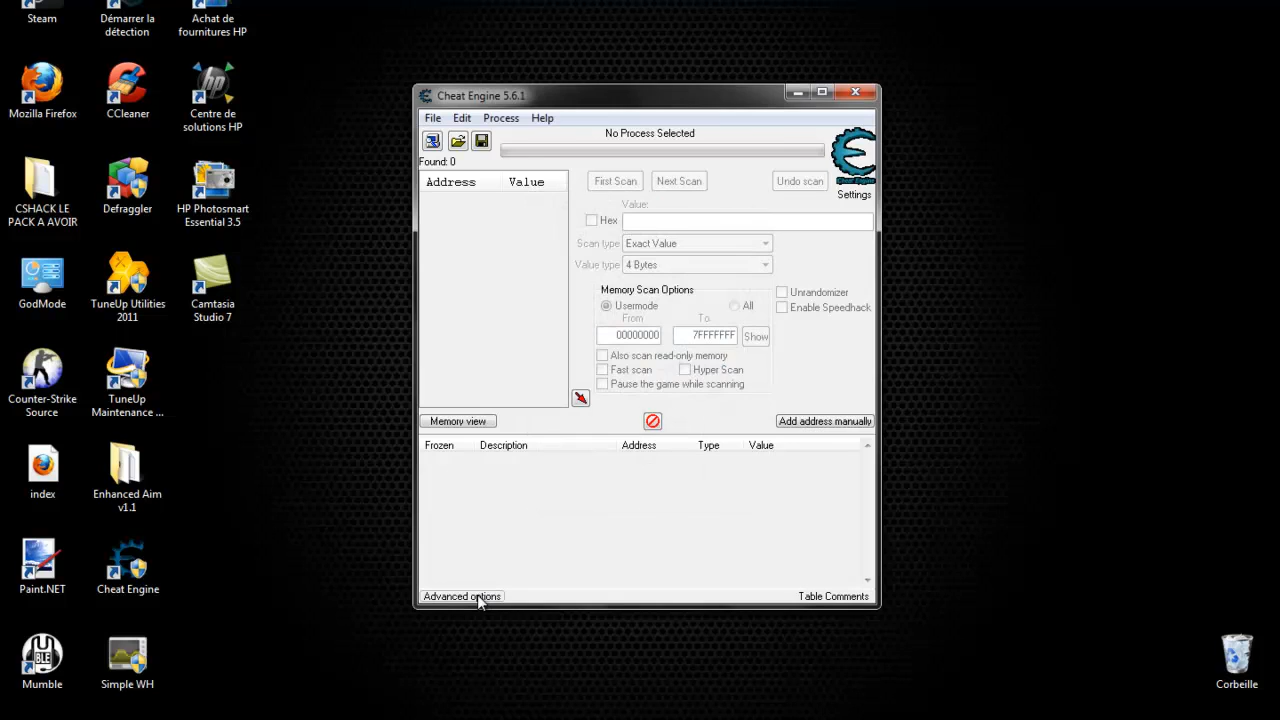 Steam
Démarrer la
détection
Achat de
fournitures HP
Mozilla Firefox
CCleaner
Centre de
solutions HP
CSHACK LE
PACK A AVOIR
Defraggler
HP Photosmart
Essential 3.5
GodMode
TuneUp Utilities
2011
Camtasia
Studio 7
Counter-Strike
Source
TuneUp
Maintenance ...
index
Enhanced Aim
v1.1
Paint.NET
Cheat Engine
Mumble
Simple WH
Cheat Engine 5.6.1
File Edit Process Help
No Process Selected
Found: 0
Address Value
First Scan Next Scan Undo scan
Settings
Value:
Hex
Scan type Exact Value
Value type 4 Bytes
Memory Scan Options
Usermode All
From To
00000000 7FFFFFFF Show
Also scan read-only memory
Fast scan Hyper Scan
Pause the game while scanning
Unrandomizer
Enable Speedhack
Memory view Add address manually
Frozen Description Address Type Value
Advanced options Table Comments
Corbeille